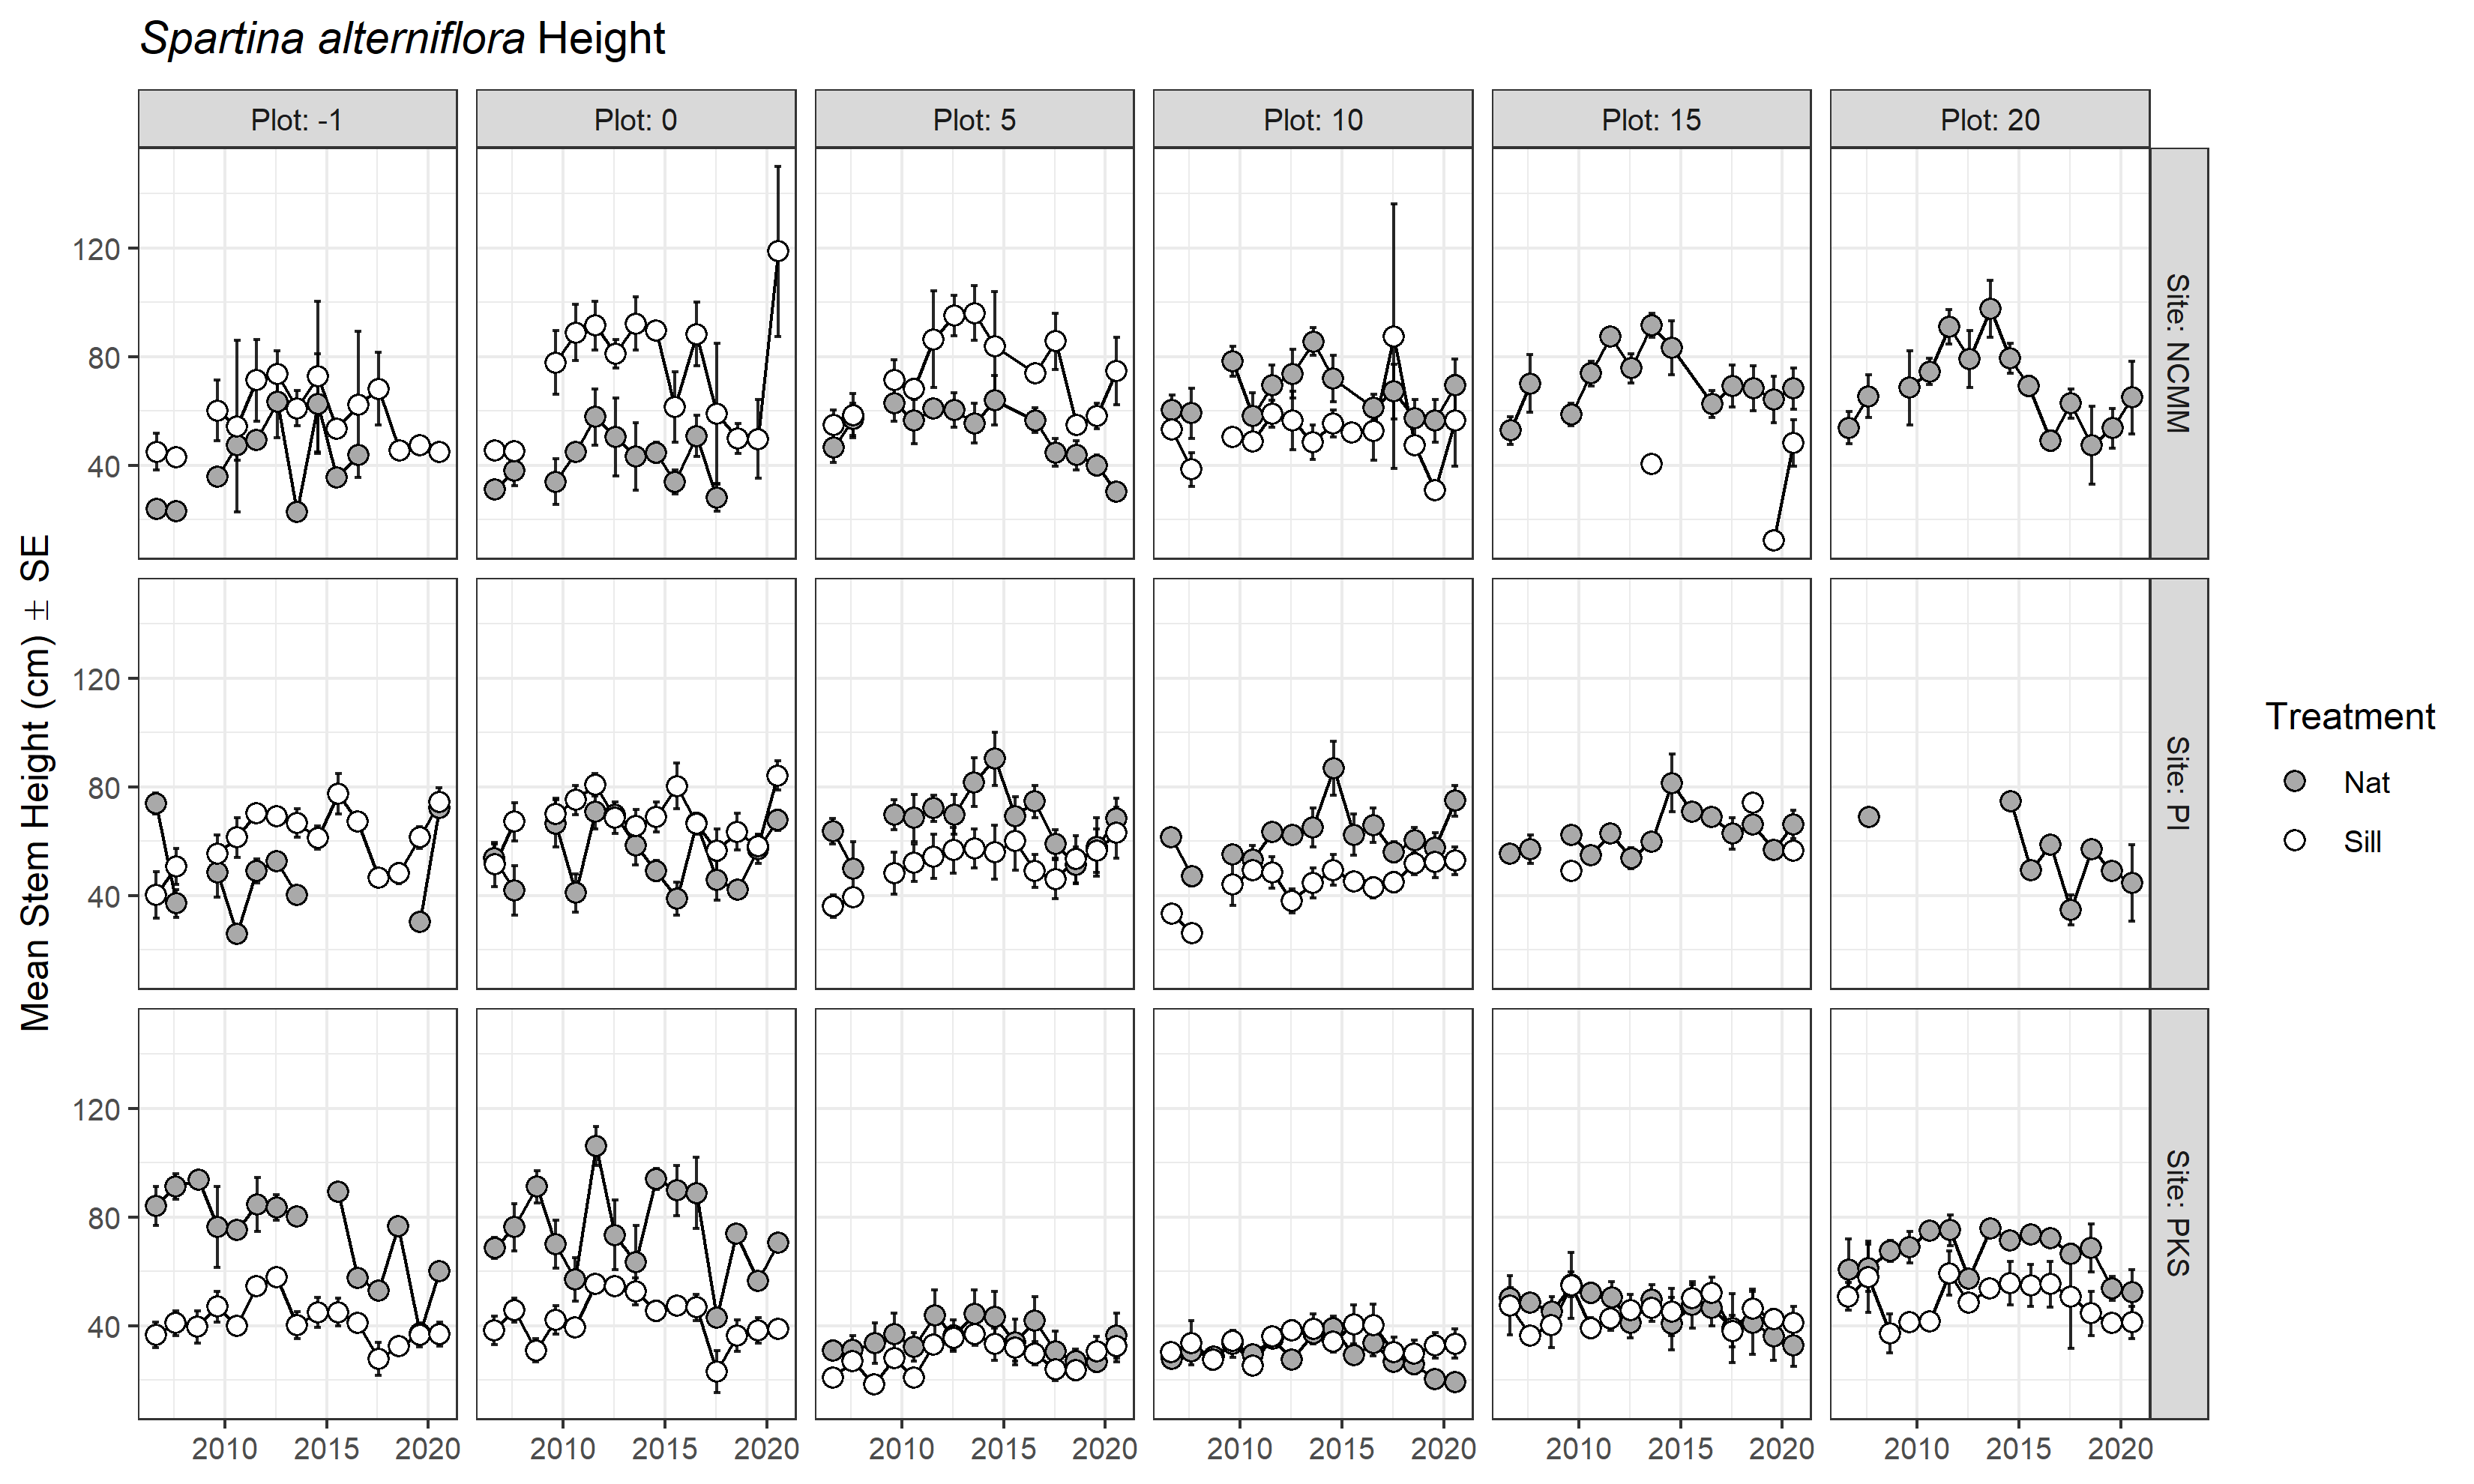 Spartina alterniflora Height
Plot: -1 Plot: 0 Plot: 5 Plot: 10 Plot: 15 Plot: 20
Mean Stem Height (cm) ± SE
120
80
40
Site: NCMM
120
80
40
Site: PI
120
80
40
Site: PKS
2010 2015 2020 2010 2015 2020 2010 2015 2020 2010 2015 2020 2010 2015 2020 2010 2015 2020
Treatment
Nat
Sill